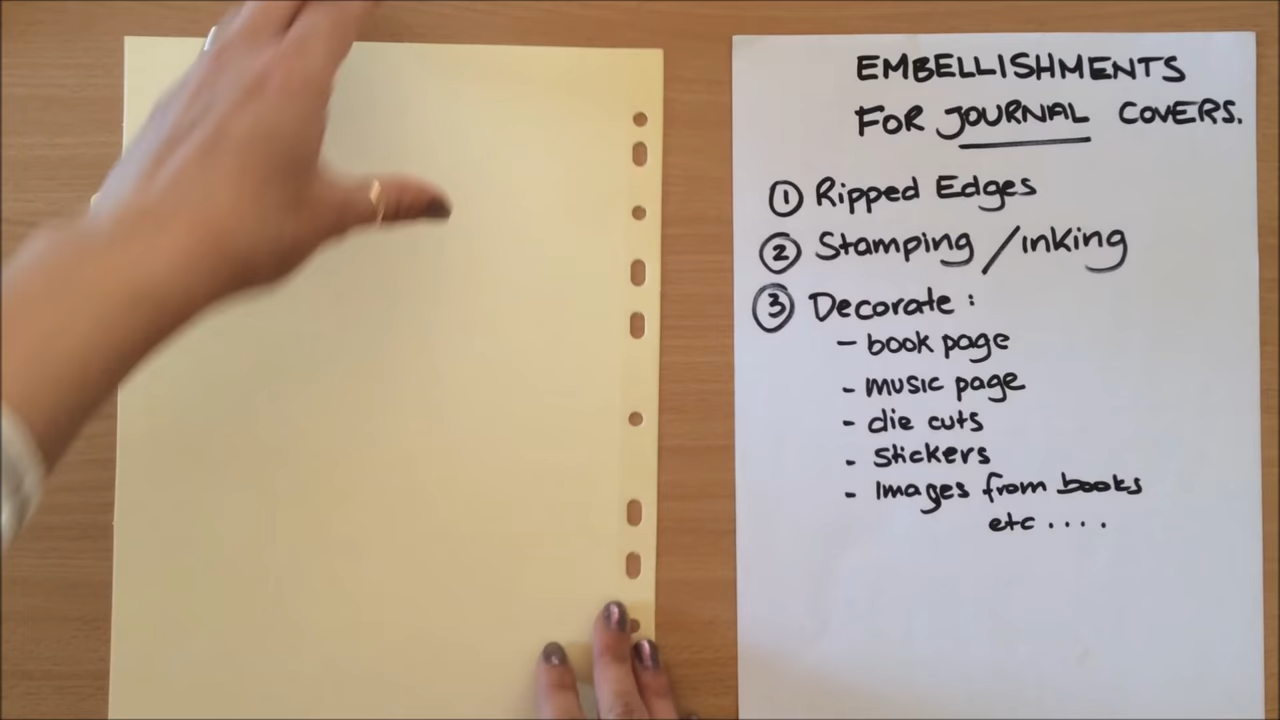 EMBELLISHMENTS
FOR JOURNAL COVERS.
① Ripped Edges
② Stamping / inking
③ Decorate :
- book page
- music page
- die cuts
- Stickers
- Images from books
etc ....